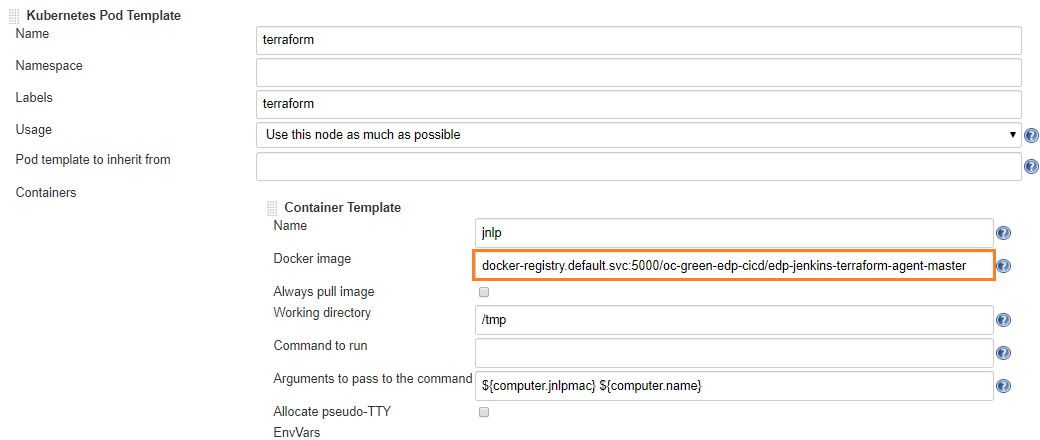 Kubernetes Pod Template
Name
terraform
Namespace
Labels
terraform
Usage
Use this node as much as possible
Pod template to inherit from
Containers
Container Template
Name
jnlp
Docker image
docker-registry.default.svc:5000/oc-green-edp-cicd/edp-jenkins-terraform-agent-master
Always pull image
Working directory
/tmp
Command to run
Arguments to pass to the command
${computer.jnlpmac} ${computer.name}
Allocate pseudo-TTY
EnvVars